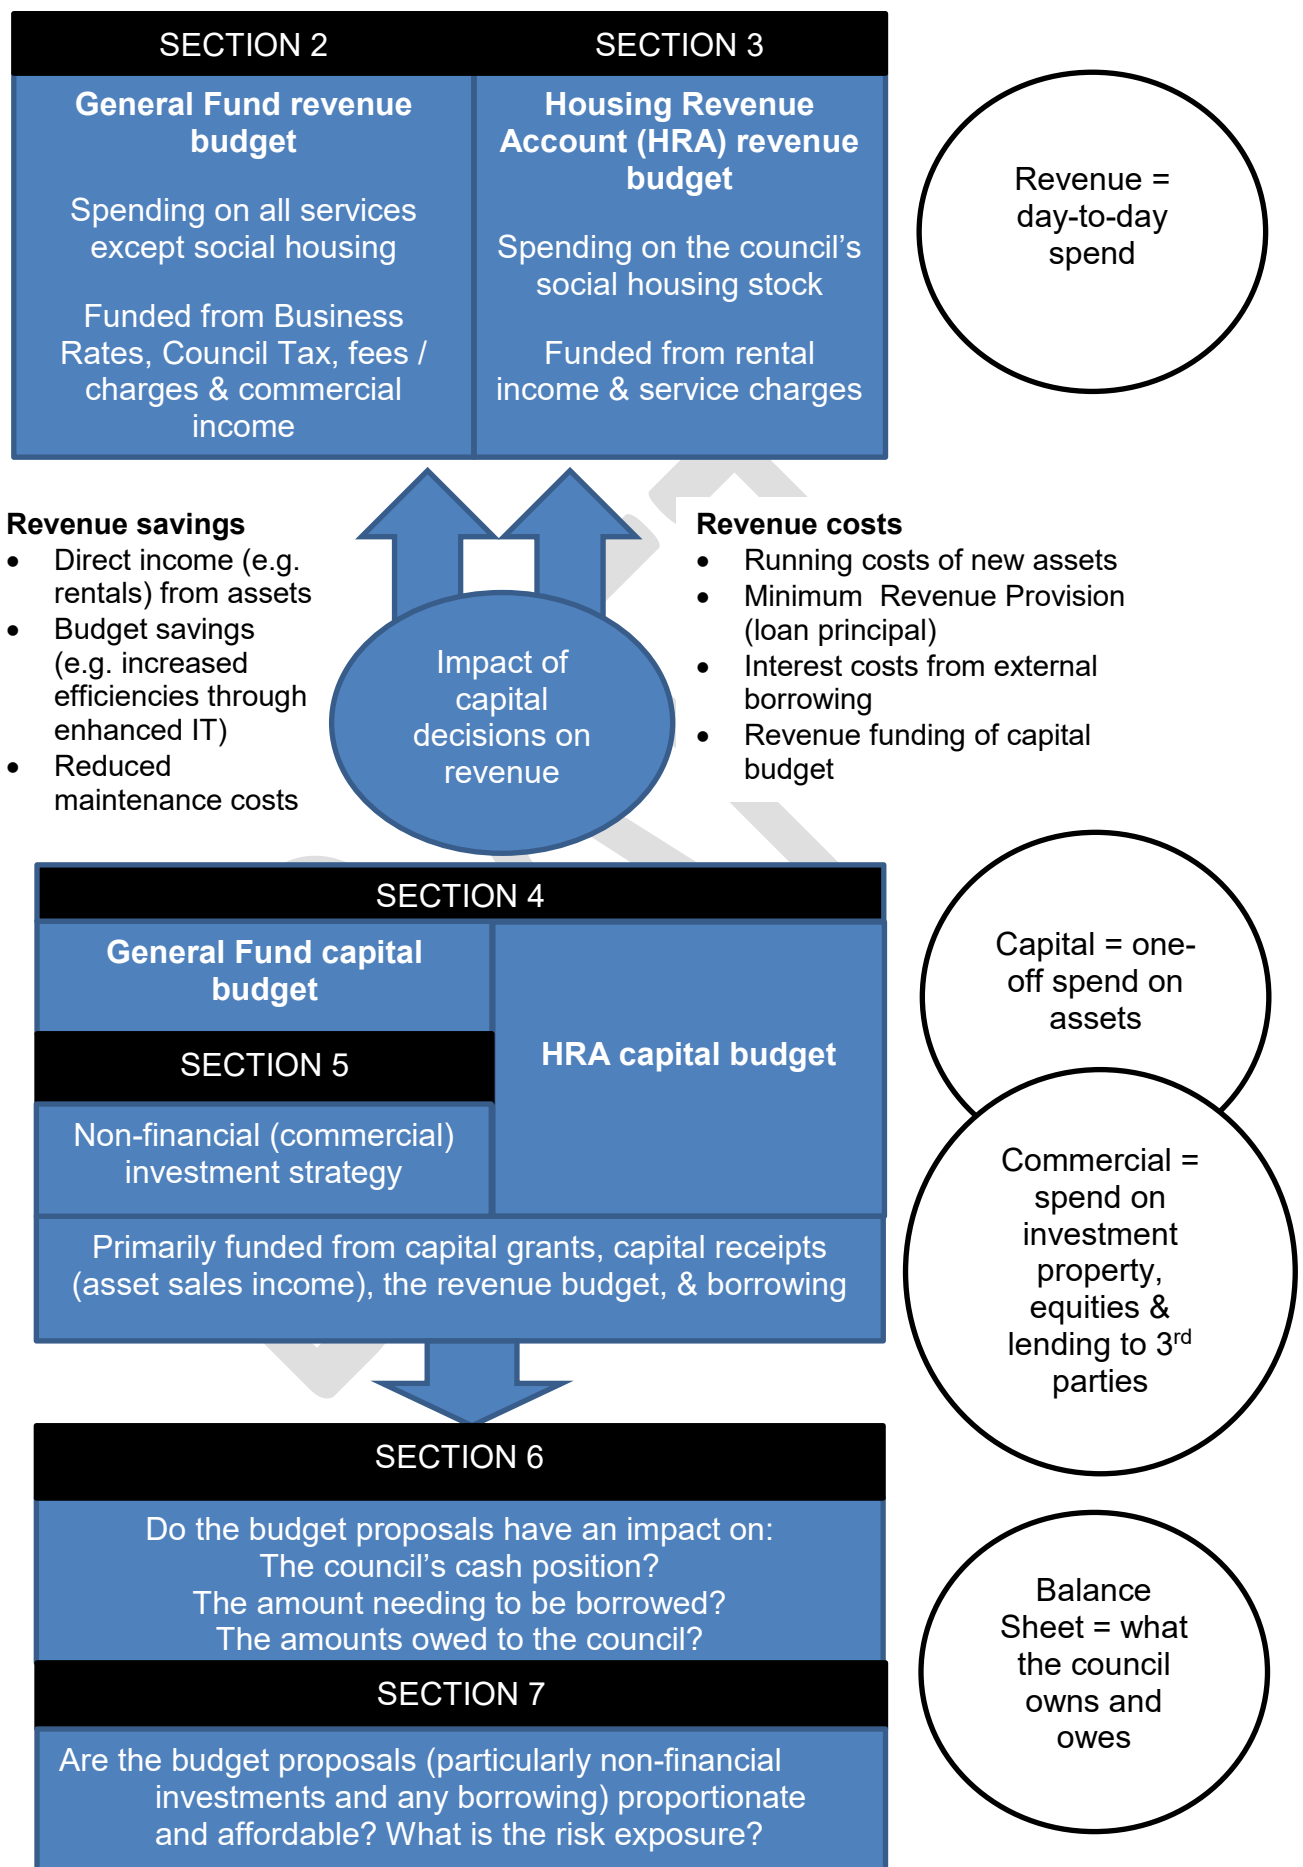 SECTION 2
SECTION 3
General Fund revenue
budget
Spending on all services
except social housing
Funded from Business
Rates, Council Tax, fees /
charges & commercial
income
Housing Revenue
Account (HRA) revenue
budget
Spending on the council's
social housing stock
Funded from rental
income & service charges
Revenue =
day-to-day
spend
Revenue savings
• Direct income (e.g.
rentals) from assets
• Budget savings
(e.g. increased
efficiencies through
enhanced IT)
• Reduced
maintenance costs
Impact of
capital
decisions on
revenue
Revenue costs
• Running costs of new assets
• Minimum  Revenue Provision
(loan principal)
• Interest costs from external
borrowing
• Revenue funding of capital
budget
SECTION 4
General Fund capital
budget
SECTION 5
Non-financial (commercial)
investment strategy
HRA capital budget
Primarily funded from capital grants, capital receipts
(asset sales income), the revenue budget, & borrowing
Capital = one-
off spend on
assets
Commercial =
spend on
investment
property,
equities &
lending to 3rd
parties
SECTION 6
Do the budget proposals have an impact on:
The council's cash position?
The amount needing to be borrowed?
The amounts owed to the council?
SECTION 7
Are the budget proposals (particularly non-financial
investments and any borrowing) proportionate
and affordable? What is the risk exposure?
Balance
Sheet = what
the council
owns and
owes